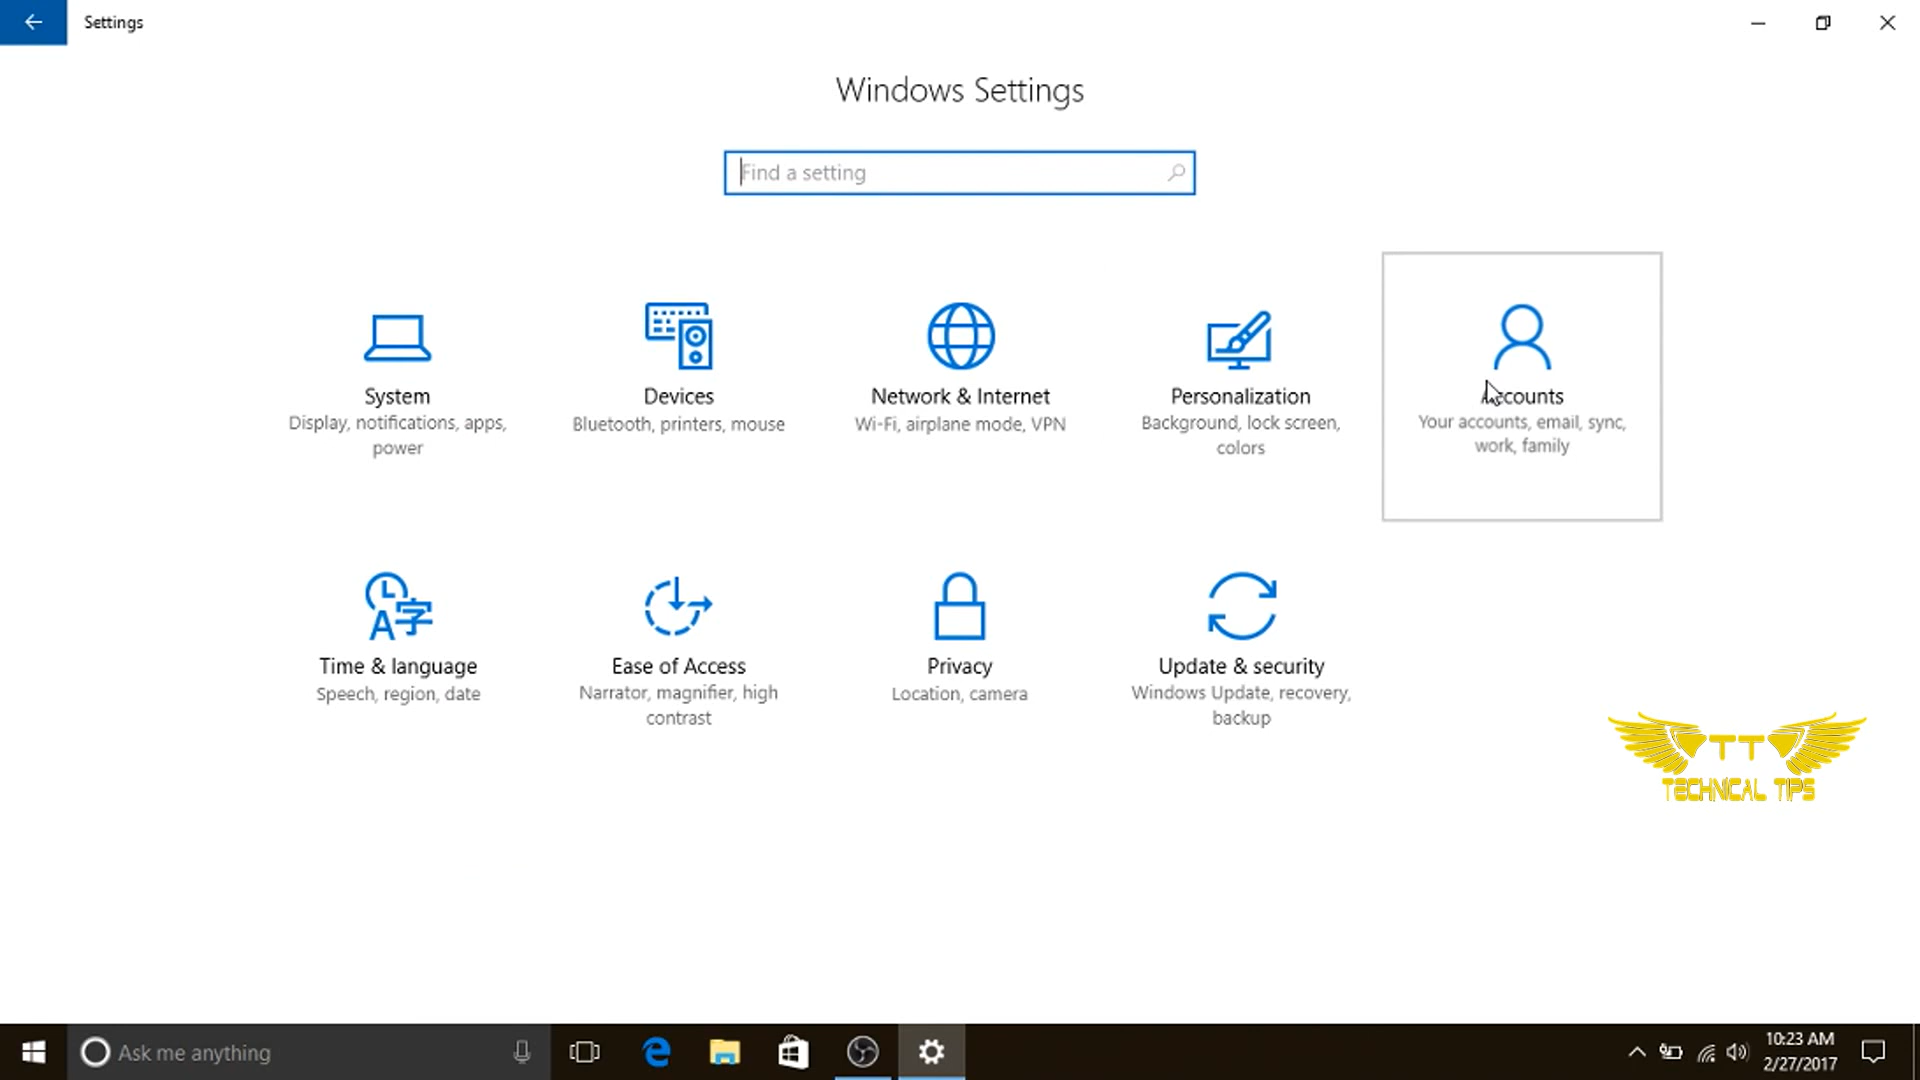 Settings
Windows Settings
Find a setting
System
Display, notifications, apps,
power
Devices
Bluetooth, printers, mouse
Network & Internet
Wi-Fi, airplane mode, VPN
Personalization
Background, lock screen,
colors
Accounts
Your accounts, email, sync,
work, family
A字
Time & language
Speech, region, date
Ease of Access
Narrator, magnifier, high
contrast
Privacy
Location, camera
Update & security
Windows Update, recovery,
backup
TT
TECHNICAL TIPS
Ask me anything
10:23 AM
2/27/2017